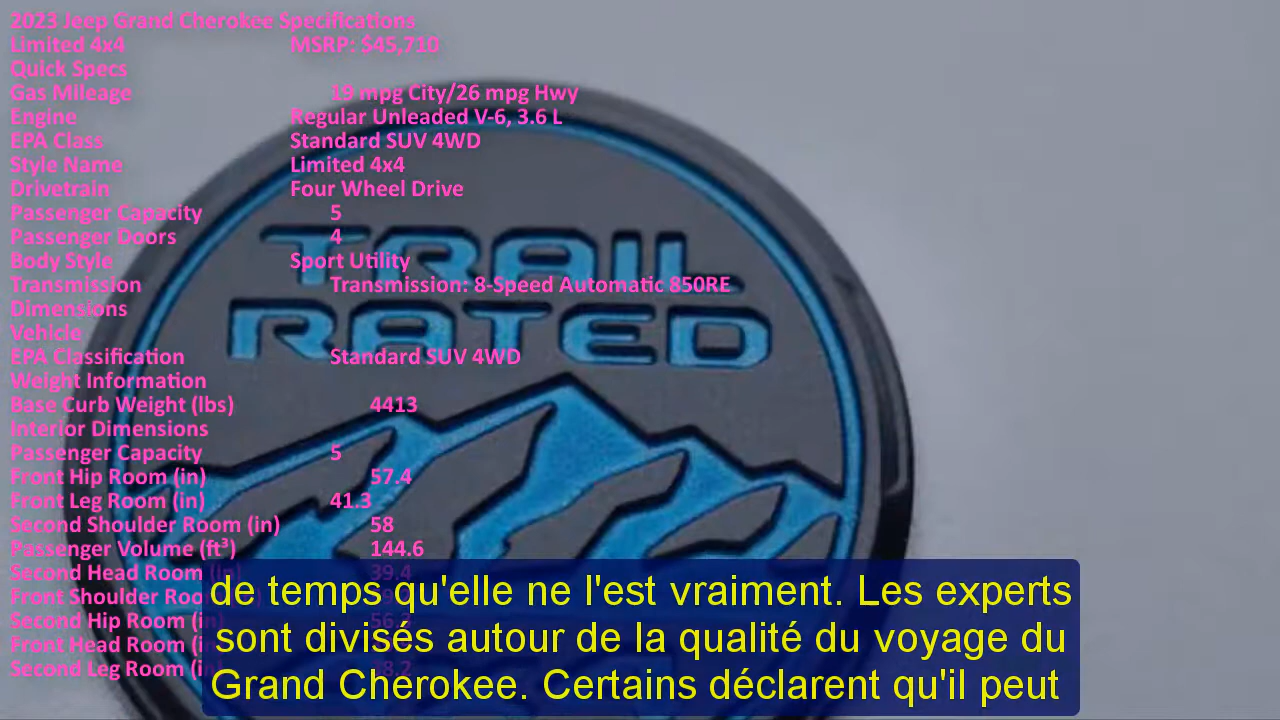 2023 Jeep Grand Cherokee Specifications
Limited 4x4 MSRP: $45,710
Quick Specs
Gas Mileage 19 mpg City/26 mpg Hwy
Engine Regular Unleaded V-6, 3.6 L
EPA Class Standard SUV 4WD
Style Name Limited 4x4
Drivetrain Four Wheel Drive
Passenger Capacity 5
Passenger Doors 4
Body Style Sport Utility
Transmission Transmission: 8-Speed Automatic 850RE
Dimensions
Vehicle
EPA Classification Standard SUV 4WD
Weight Information
Base Curb Weight (lbs) 4413
Interior Dimensions
Passenger Capacity 5
Front Hip Room (in) 57.4
Front Leg Room (in) 41.3
Second Shoulder Room (in) 58
Passenger Volume (ft³) 144.6
Second Head Room (in) 39.4
Front Shoulder
Second Hip Room
Front Head Room
Second Leg Room
TRAIL
RATED
de temps qu'elle ne l'est vraiment. Les experts
sont divisés autour de la qualité du voyage du
Grand Cherokee. Certains déclarent qu'il peut